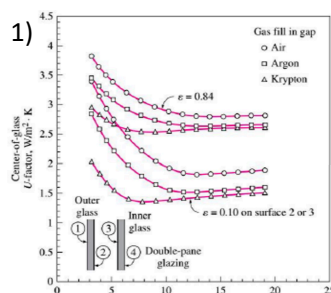 1)
Gas fill in gap
Air
Argon
Krypton
4
3.5
3
2.5
2
1.5
1
0.5
0
Center-of-glass
U-factor, W/m² · K
ε = 0.84
ε = 0.10 on surface 2 or 3
Outer
glass
Inner
glass
1
2
3
4
Double-pane
glazing
0
5
10
15
20